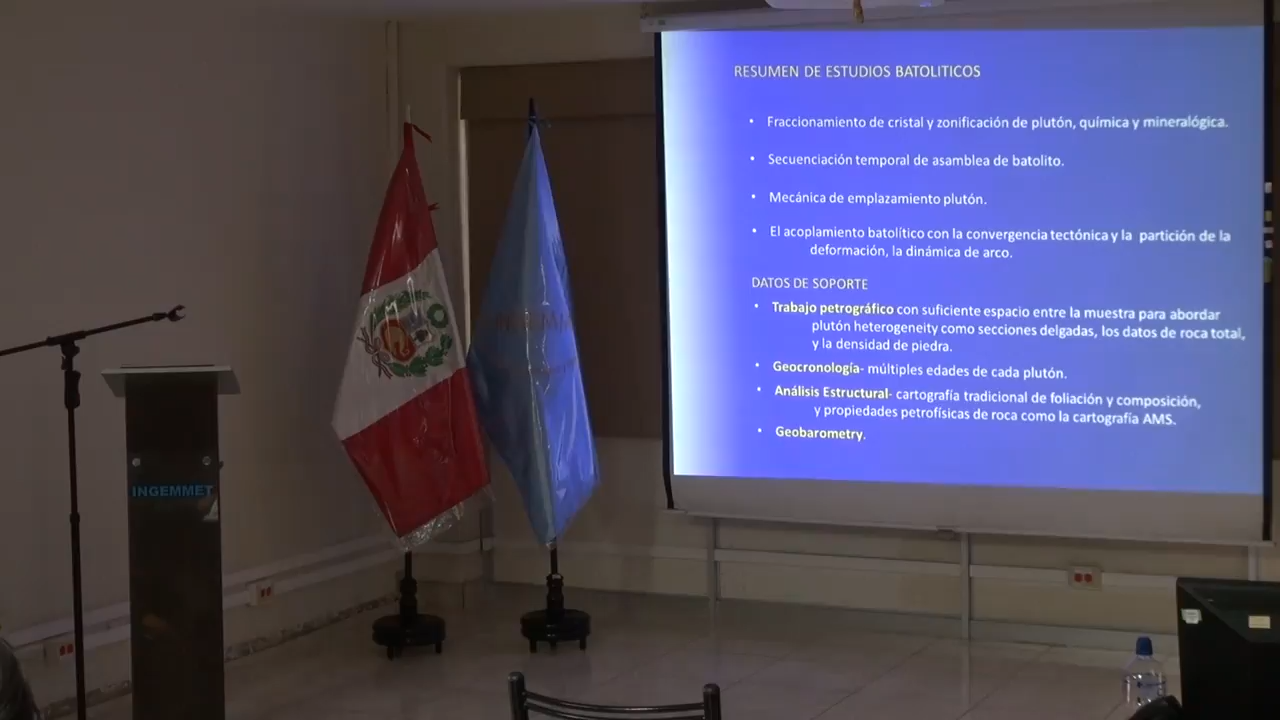 RESUMEN DE ESTUDIOS BATOLITICOS
• Fraccionamiento de cristal y zonificación de plutón, química y mineralógica.
• Secuenciación temporal de asamblea de batolito.
• Mecánica de emplazamiento plutón.
• El acoplamiento batolítico con la convergencia tectónica y la partición de la
deformación, la dinámica de arco.
DATOS DE SOPORTE
• Trabajo petrográfico con suficiente espacio entre la muestra para abordar
plutón heterogeneity como secciones delgadas, los datos de roca total,
y la densidad de piedra.
• Geocronología- múltiples edades de cada plutón.
• Análisis Estructural- cartografía tradicional de foliación y composición,
y propiedades petrofísicas de roca como la cartografía AMS.
• Geobarometry.
INGEMMET